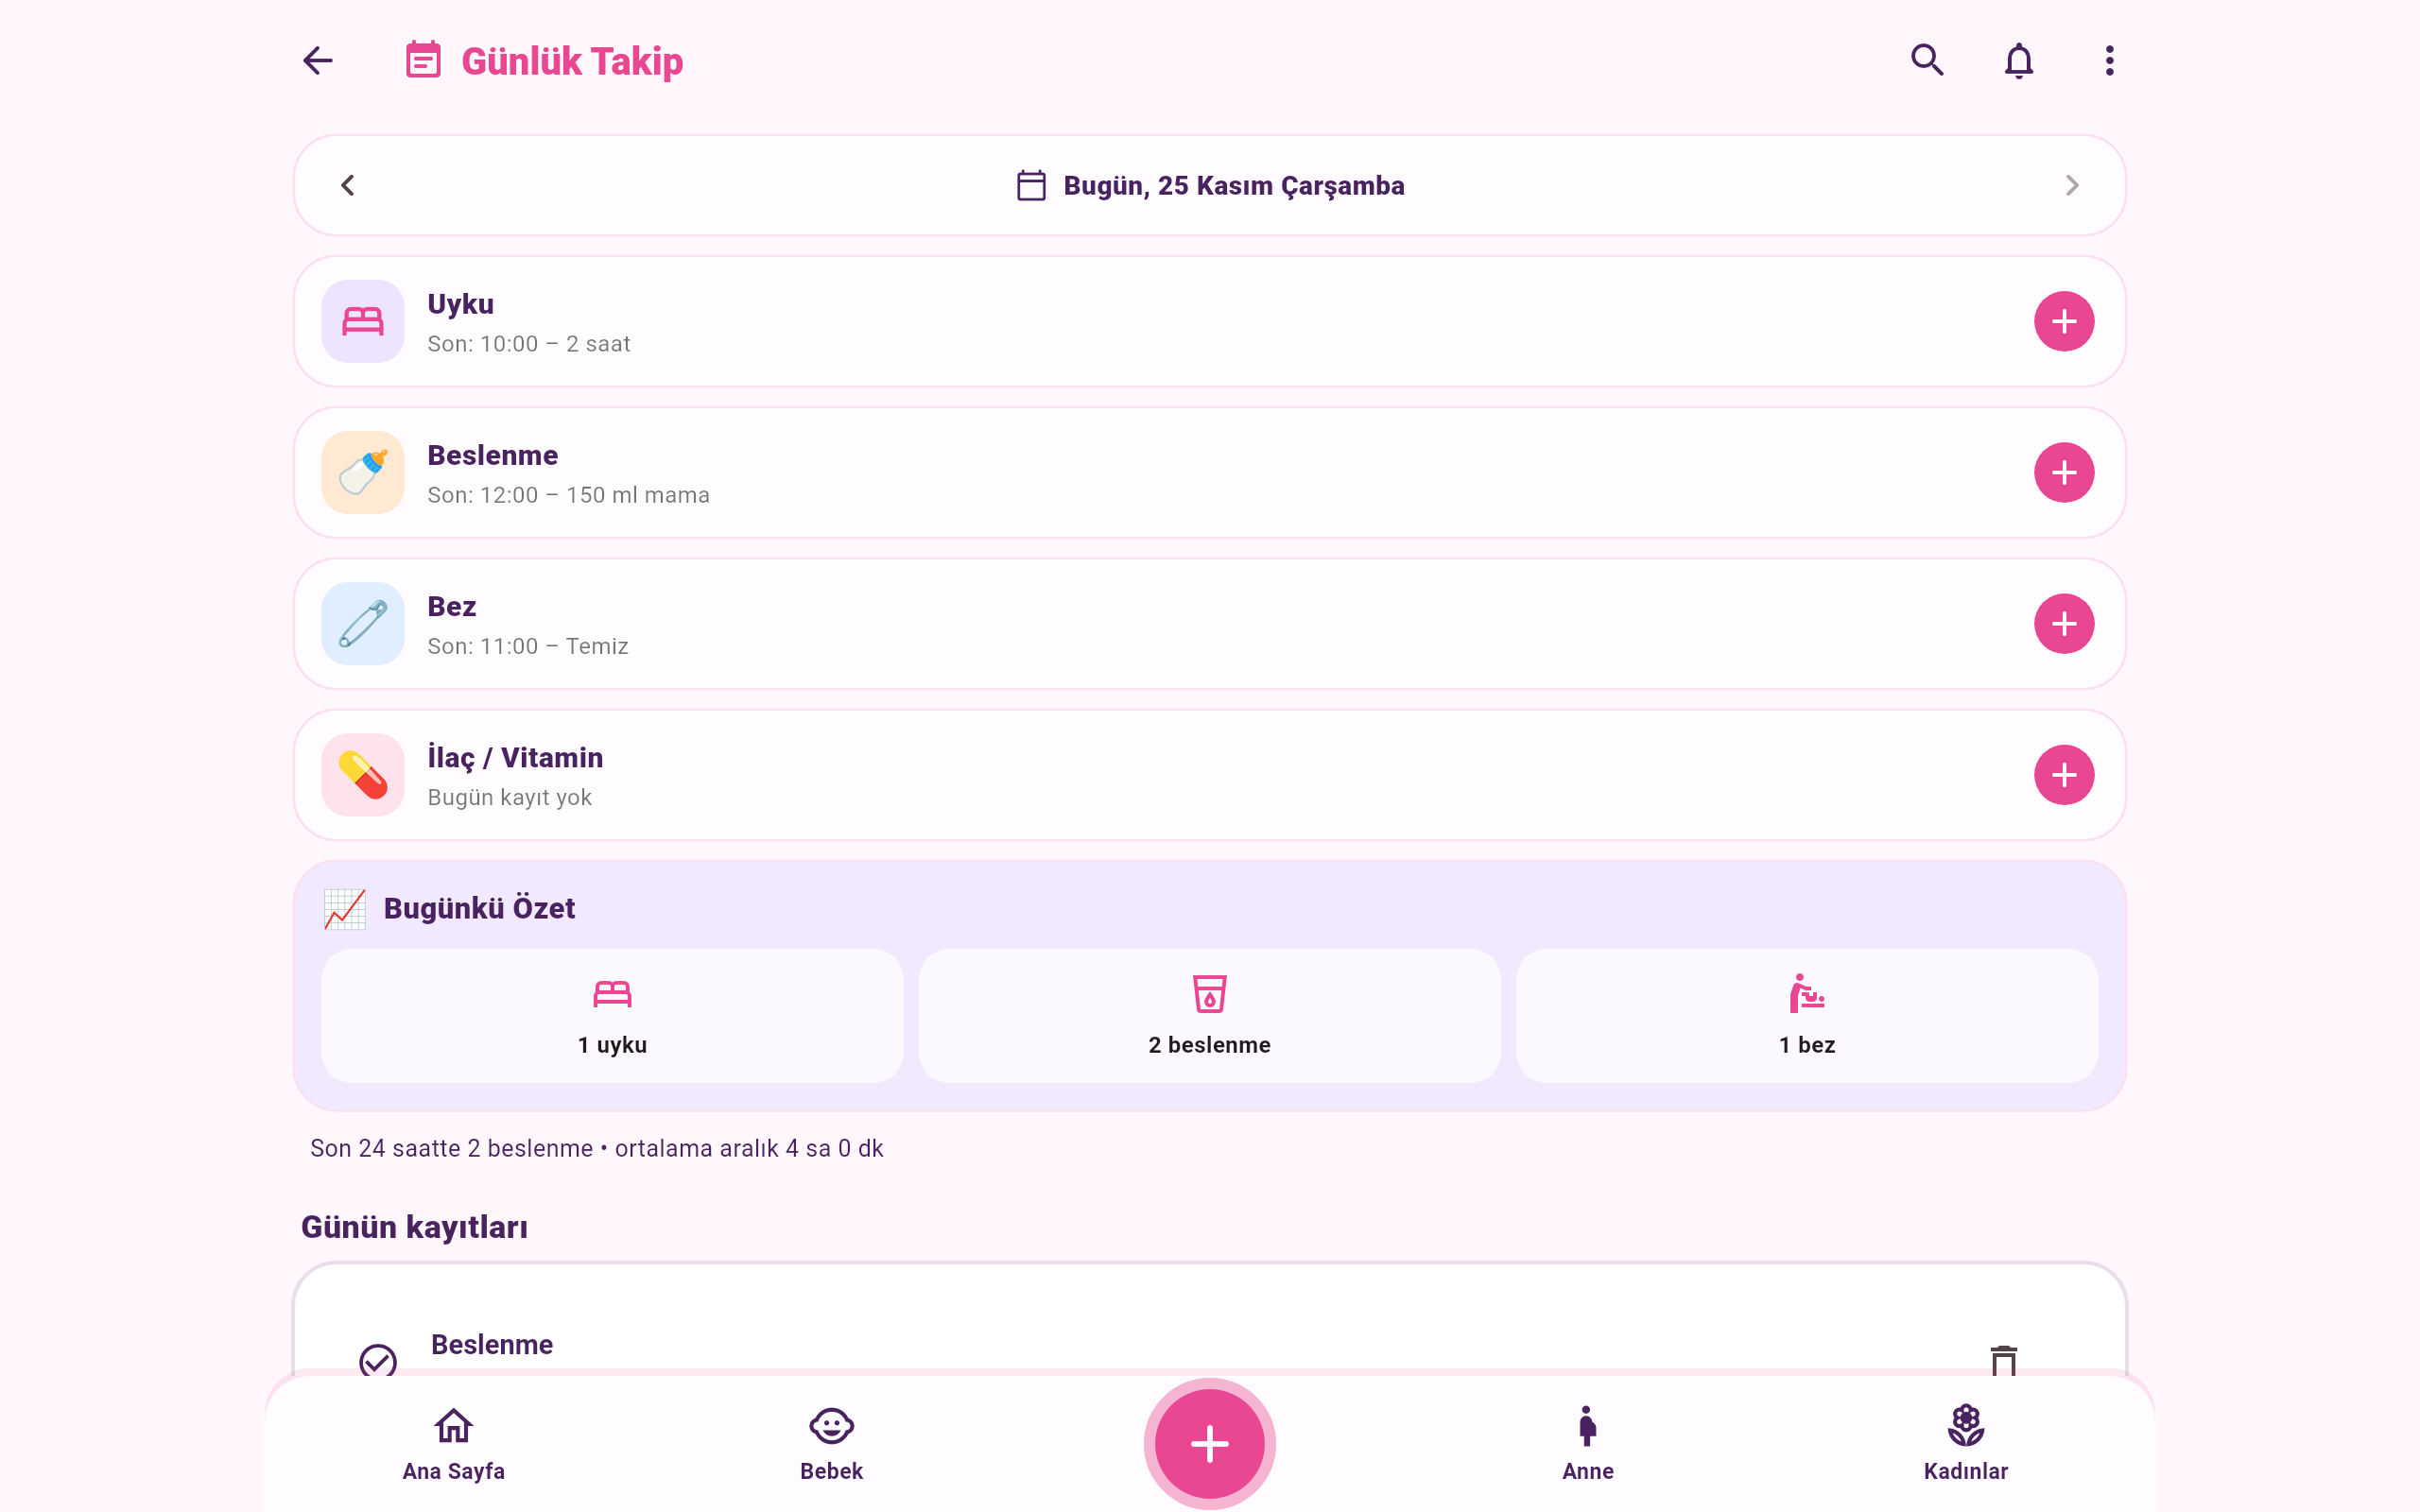 Günlük Takip
Bugün, 25 Kasım Çarşamba
Uyku
Son: 10:00 – 2 saat
Beslenme
Son: 12:00 – 150 ml mama
Bez
Son: 11:00 – Temiz
İlaç / Vitamin
Bugün kayıt yok
Bugünkü Özet
1 uyku
2 beslenme
1 bez
Son 24 saatte 2 beslenme • ortalama aralık 4 sa 0 dk
Günün kayıtları
Beslenme
Ana Sayfa
Bebek
Anne
Kadınlar